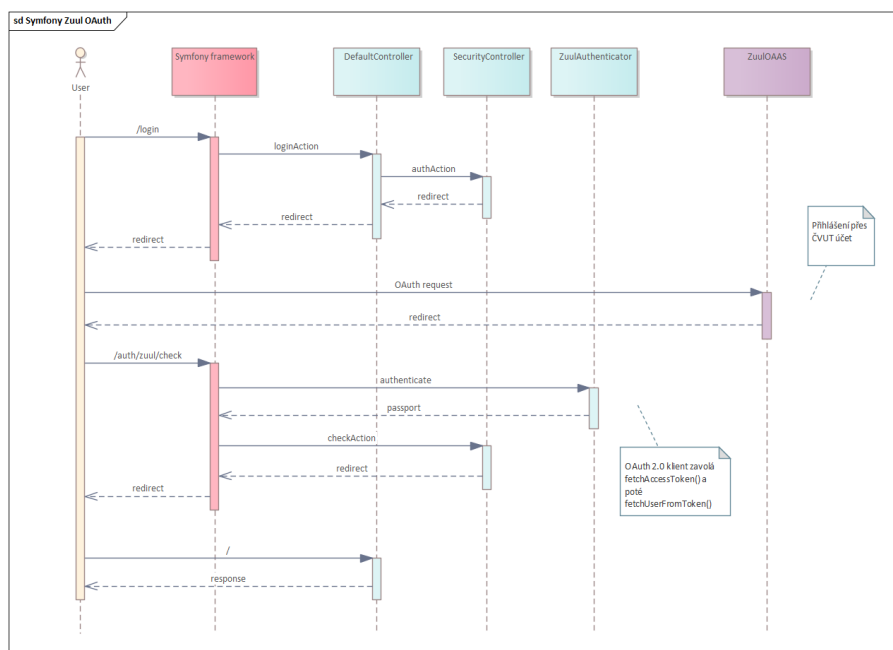 sd Symfony Zuul OAuth
User
Symfony framework
DefaultController
SecurityController
ZuulAuthenticator
ZuulOAAS
/login
loginAction
authAction
redirect
redirect
redirect
Přihlášení přes
ČVUT účet
OAuth request
redirect
/auth/zuul/check
authenticate
passport
checkAction
redirect
redirect
OAuth 2.0 klient zavolá
fetchAccessToken() a
poté
fetchUserFromToken()
/
response